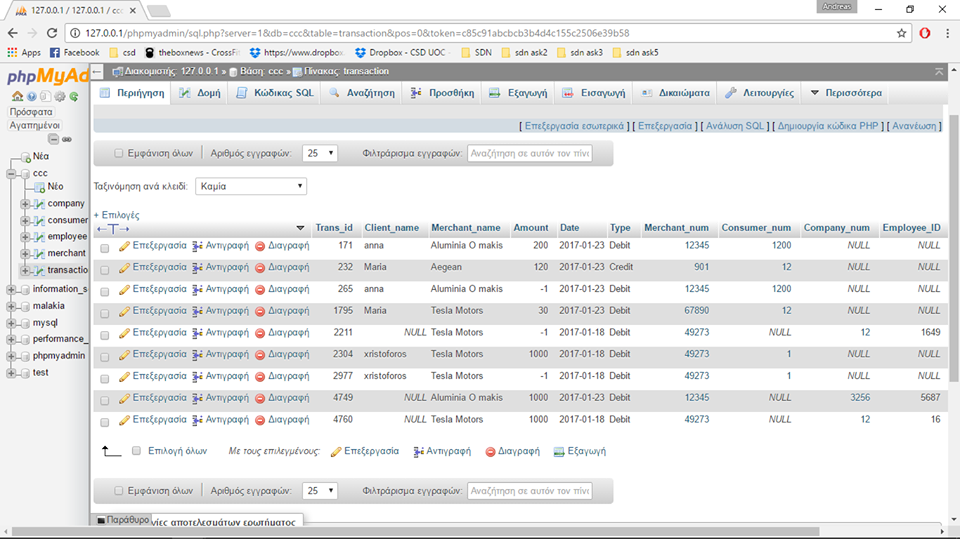 127.0.0.1 / 127.0.0.1 / ccc
Andreas
127.0.0.1/phpmyadmin/sql.php?server=1&db=ccc&table=transaction&pos=0&token=c85c91abcbcb3b4d4c155c2506e39b58
Apps Facebook csd theboxnews - CrossFi https://www.dropbox. Dropbox - CSD UOC - SDN sdn ask2 sdn ask3 sdn ask5
phpMyAd
Πρόσφατα
Αγαπημένοι
Νέα
ccc
Νέο
company
consumer
employee
merchant
transactio
information_s
malakia
mysql
performance_
phpmyadmin
test
Διακομιστής: 127.0.0.1 » Βάση: ccc » Πίνακας: transaction
Περιήγηση Δομή Κώδικας SQL Αναζήτηση Προσθήκη Εξαγωγή Εισαγωγή Δικαιώματα Λειτουργίες Περισσότερα
[ Επεξεργασία εσωτερικά ] [ Επεξεργασία ] [ Ανάλυση SQL ] [ Δημιουργία κώδικα PHP ] [ Ανανέωση ]
Εμφάνιση όλων Αριθμός εγγραφών: 25 Φιλτράρισμα εγγραφών: Αναζήτηση σε αυτόν τον πίνα
Ταξινόμηση ανά κλειδί: Καμία
+ Επιλογές
←T→ Trans_id Client_name Merchant_name Amount Date Type Merchant_num Consumer_num Company_num Employee_ID
Επεξεργασία Αντιγραφή Διαγραφή 171 anna Aluminia O makis 200 2017-01-23 Debit 12345 1200 NULL NULL
Επεξεργασία Αντιγραφή Διαγραφή 232 Maria Aegean 120 2017-01-23 Credit 901 12 NULL NULL
Επεξεργασία Αντιγραφή Διαγραφή 265 anna Aluminia O makis -1 2017-01-23 Debit 12345 1200 NULL NULL
Επεξεργασία Αντιγραφή Διαγραφή 1795 Maria Tesla Motors 30 2017-01-23 Debit 67890 12 NULL NULL
Επεξεργασία Αντιγραφή Διαγραφή 2211 NULL Tesla Motors -1 2017-01-18 Debit 49273 NULL 12 1649
Επεξεργασία Αντιγραφή Διαγραφή 2304 xristoforos Tesla Motors 1000 2017-01-18 Debit 49273 1 NULL NULL
Επεξεργασία Αντιγραφή Διαγραφή 2977 xristoforos Tesla Motors -1 2017-01-18 Debit 49273 1 NULL NULL
Επεξεργασία Αντιγραφή Διαγραφή 4749 NULL Aluminia O makis 1000 2017-01-23 Debit 12345 NULL 3256 5687
Επεξεργασία Αντιγραφή Διαγραφή 4760 NULL Tesla Motors 1000 2017-01-18 Debit 49273 NULL 12 16
Επιλογή όλων Με τους επιλεγμένους: Επεξεργασία Αντιγραφή Διαγραφή Εξαγωγή
Εμφάνιση όλων Αριθμός εγγραφών: 25 Φιλτράρισμα εγγραφών: Αναζήτηση σε αυτόν τον πίνα
Παράθυρο
γίες αποτελεσμάτων ερωτήματος